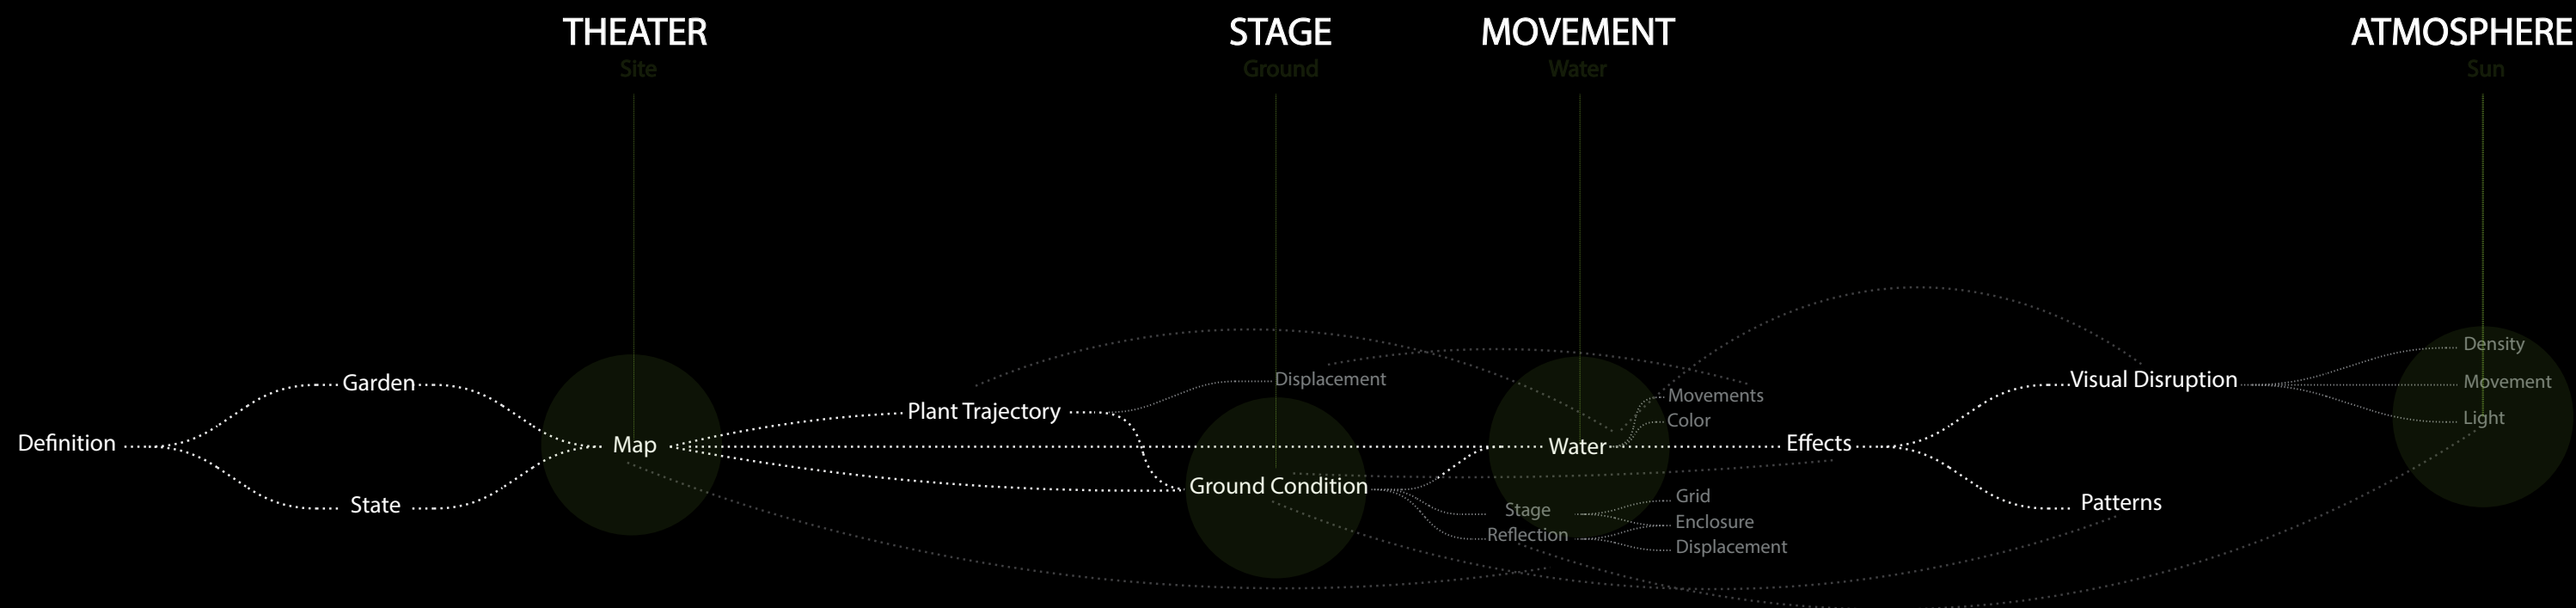 THEATER
STAGE
MOVEMENT
ATMOSPHERE
Site
Ground
Water
Sun
Definition
Garden
State
Map
Plant Trajectory
Displacement
Ground Condition
Water
Movements
Color
Stage
Reflection
Grid
Enclosure
Displacement
Effects
Visual Disruption
Patterns
Density
Movement
Light